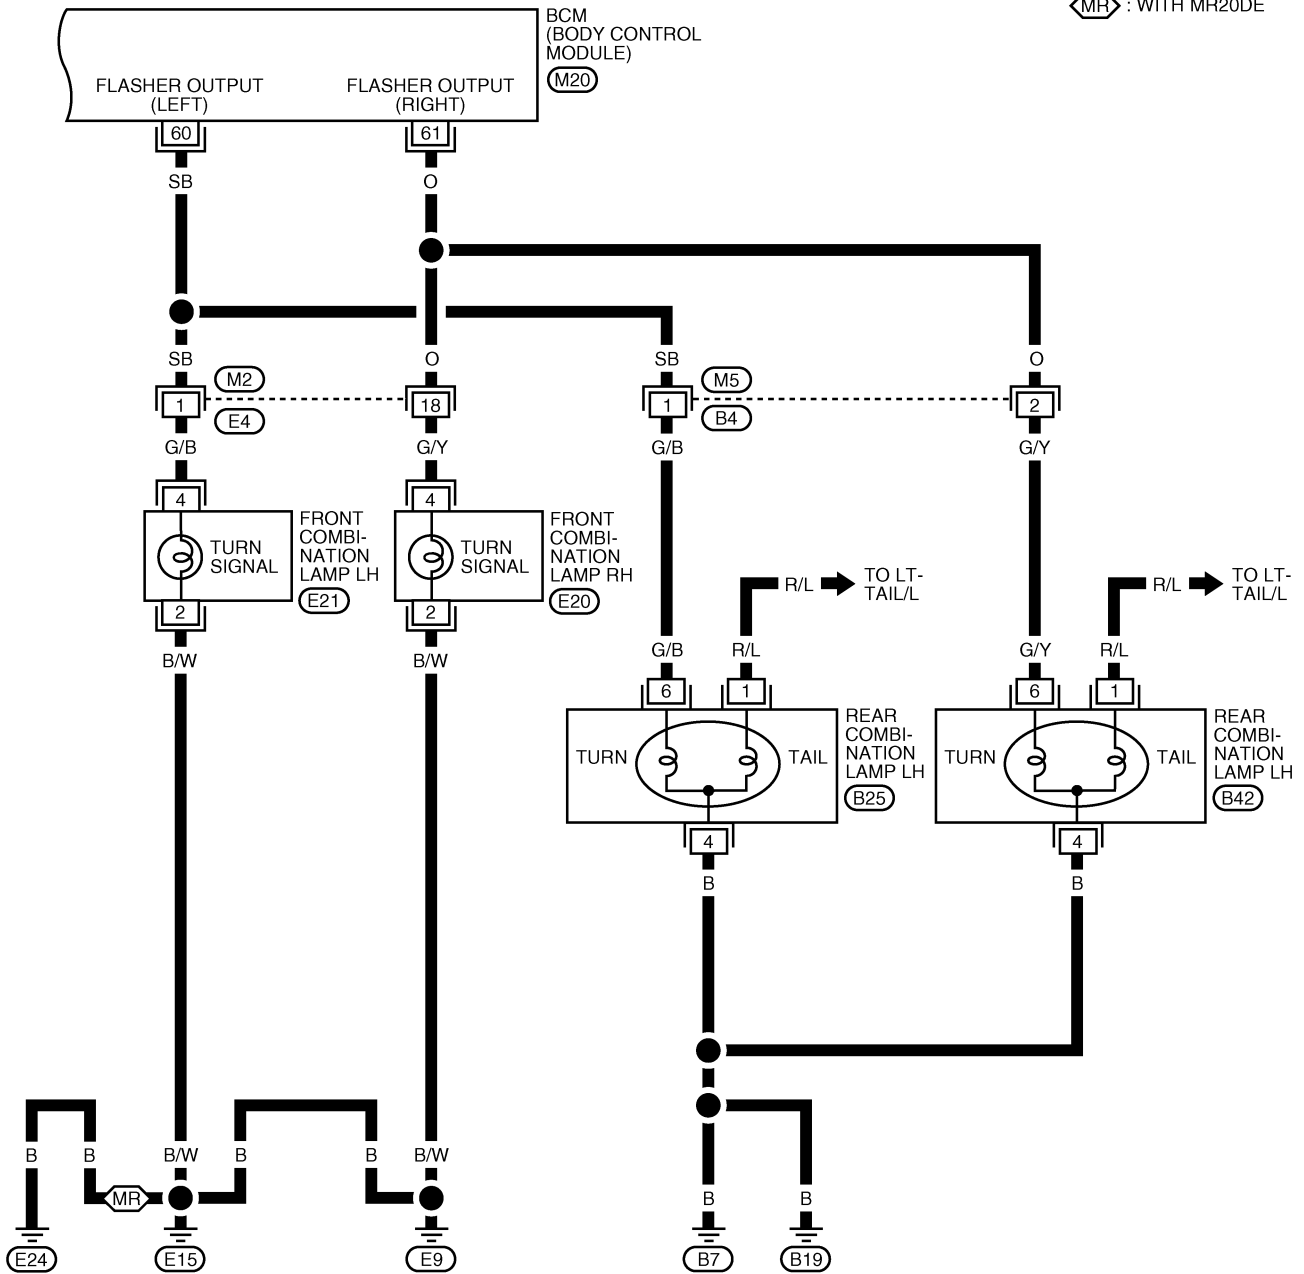 MR : WITH MR20DE
BCM
(BODY CONTROL
MODULE)
M20
FLASHER OUTPUT
(LEFT)
FLASHER OUTPUT
(RIGHT)
60
61
SB
O
SB
O
SB
O
M2
M5
1
18
1
2
E4
B4
G/B
G/Y
G/B
G/Y
4
4
TURN
SIGNAL
FRONT
COMBI-
NATION
LAMP LH
E21
TURN
SIGNAL
FRONT
COMBI-
NATION
LAMP RH
E20
2
2
B/W
B/W
R/L
TO LT-
TAIL/L
R/L
TO LT-
TAIL/L
G/B
R/L
G/Y
R/L
6
1
6
1
TURN
TAIL
REAR
COMBI-
NATION
LAMP LH
B25
TURN
TAIL
REAR
COMBI-
NATION
LAMP LH
B42
4
4
B
B
B
B
B/W
B
B
B/W
MR
B
B
E24
E15
E9
B7
B19